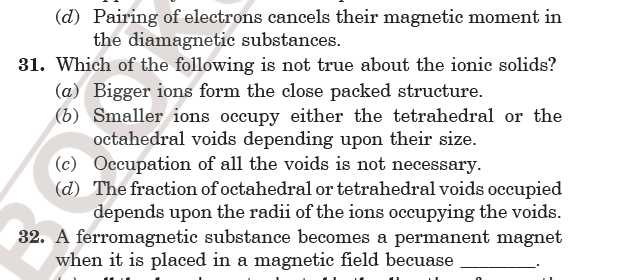 (d) Pairing of electrons cancels their magnetic moment in
the diamagnetic substances.
31. Which of the following is not true about the ionic solids?
(a) Bigger ions form the close packed structure.
(b) Smaller ions occupy either the tetrahedral or the
octahedral voids depending upon their size.
(c) Occupation of all the voids is not necessary.
(d) The fraction of octahedral or tetrahedral voids occupied
depends upon the radii of the ions occupying the voids.
32. A ferromagnetic substance becomes a permanent magnet
when it is placed in a magnetic field becuase ________.